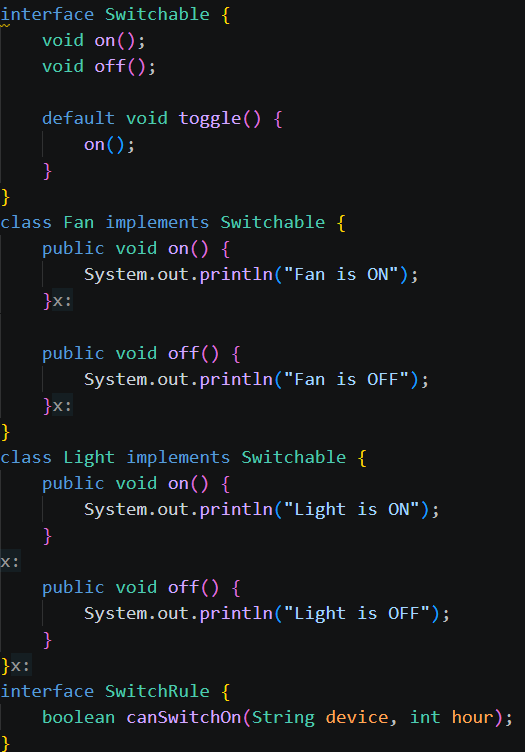 interface Switchable {
    void on();
    void off();

    default void toggle() {
        on();
    }
}
class Fan implements Switchable {
    public void on() {
        System.out.println("Fan is ON");
    }x:

    public void off() {
        System.out.println("Fan is OFF");
    }x:
}
class Light implements Switchable {
    public void on() {
        System.out.println("Light is ON");
    }
x:
    public void off() {
        System.out.println("Light is OFF");
    }
}x:
interface SwitchRule {
    boolean canSwitchOn(String device, int hour);
}